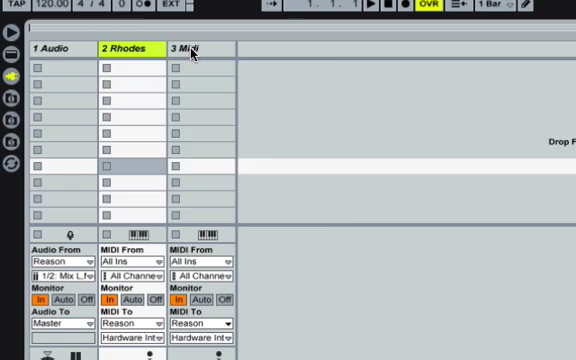 TAP 120.00 4 / 4 EXT 1. 1. 1 OVR 1 Bar
1 Audio 2 Rhodes 3 Midi
Drop F
Audio From MIDI From MIDI From
Reason All Ins All Ins
1/2: Mix L. All Channe All Channe
Monitor Monitor Monitor
In Auto Off In Auto Off In Auto Off
Audio To MIDI To MIDI To
Master Reason Reason
Hardware Int Hardware Int